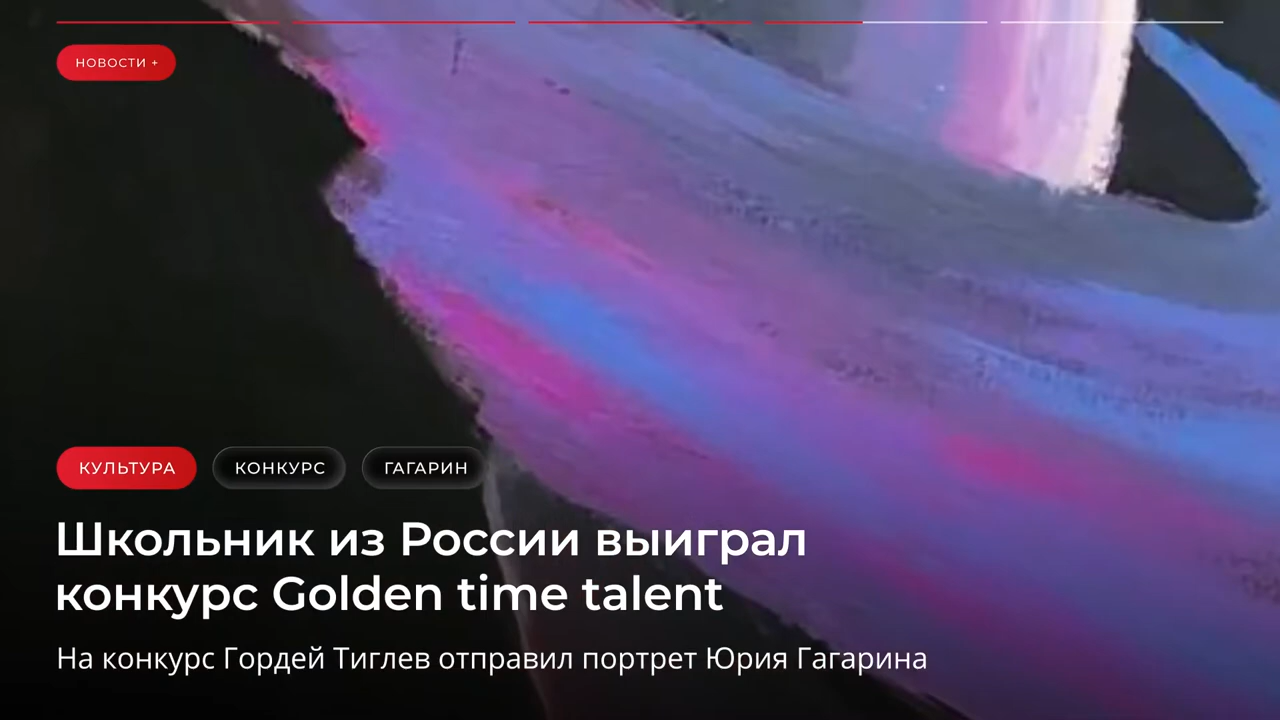 НОВОСТИ +
КУЛЬТУРА КОНКУРС ГАГАРИН
Школьник из России выиграл
конкурс Golden time talent
На конкурс Гордей Тиглев отправил портрет Юрия Гагарина